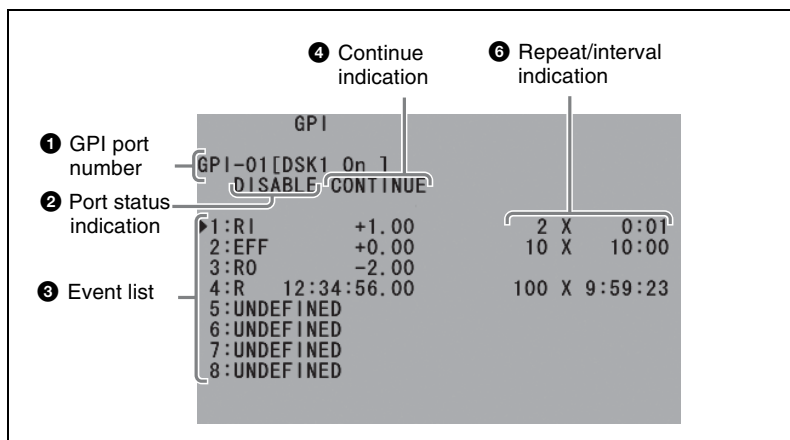 ❹ Continue
indication
❻ Repeat/interval
indication
❶ GPI port
number
❷ Port status
indication
❸ Event list
GPI
GPI-01[DSK1 On ]
DISABLE CONTINUE
▶1:RI +1.00 2 X 0:01
2:EFF +0.00 10 X 10:00
3:RO -2.00
4:R 12:34:56.00 100 X 9:59:23
5:UNDEFINED
6:UNDEFINED
7:UNDEFINED
8:UNDEFINED